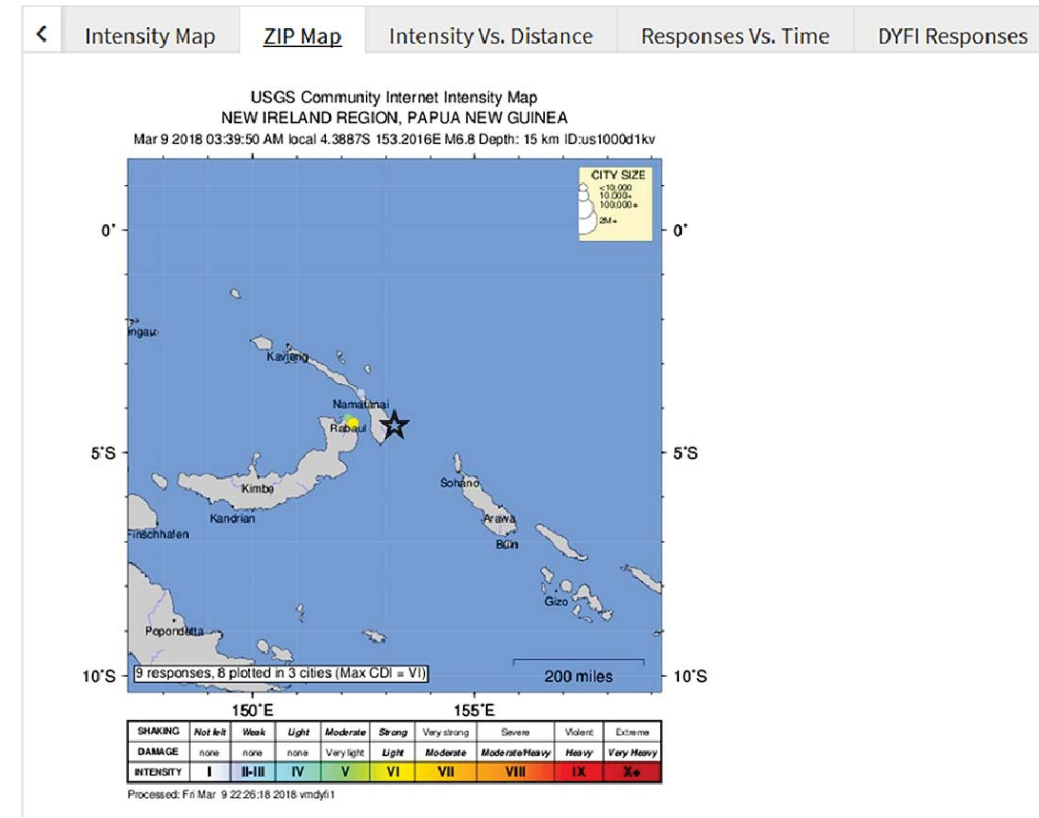 Intensity Map ZIP Map Intensity Vs. Distance Responses Vs. Time DYFI Responses
USGS Community Internet Intensity Map
NEW IRELAND REGION, PAPUA NEW GUINEA
Mar 9 2018 03:39:50 AM local 4.3887S 153.2016E M6.8 Depth: 15 km ID:us1000d1kv
CITY SIZE
<10,000
10,000+
100,000+
2M+
0° 0°
ngau
Kavieng
Namatanai
Rabaul
5°S 5°S
Sohano
Kimbe
Kandrian
Arawa
Finschhafen
Buin
Gizo
Popondetta
9 responses, 8 plotted in 3 cities (Max CDI = VI)
200 miles
10°S 10°S
150°E 155°E
SHAKING Not felt Weak Light Moderate Strong Very strong Severe Violent Extreme
DAMAGE none none none Very light Light Moderate Moderate/Heavy Heavy Very Heavy
INTENSITY I II-III IV V VI VII VIII IX X+
Processed: Fri Mar 9 22:26:18 2018 vmdyfi1